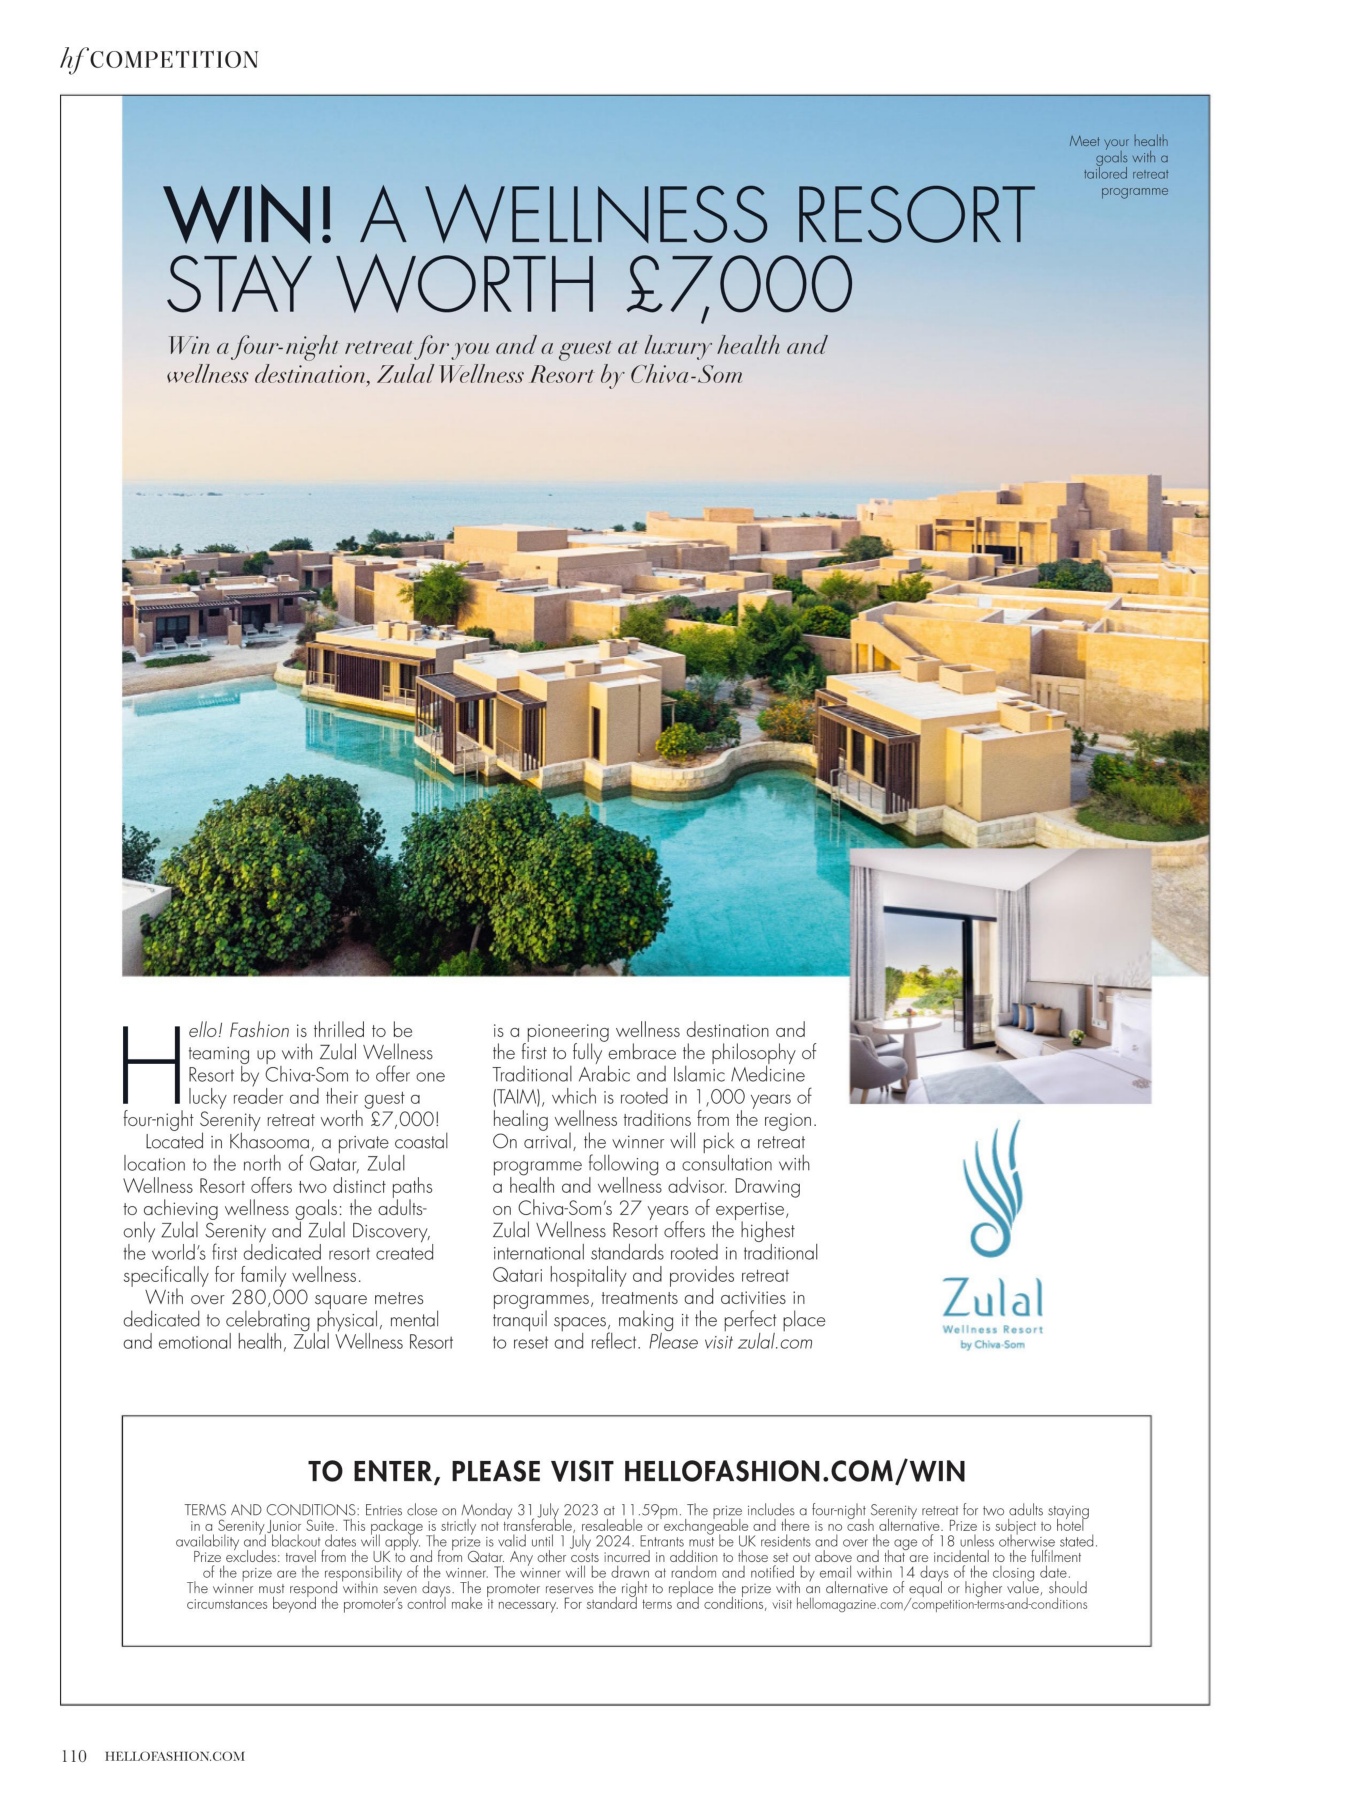 hf COMPETITION
Meet your health
goals with a
tailored retreat
programme
WIN! A WELLNESS RESORT
STAY WORTH £7,000
Win a four-night retreat for you and a guest at luxury health and
wellness destination, Zulal Wellness Resort by Chiva-Som
Hello! Fashion is thrilled to be
teaming up with Zulal Wellness
Resort by Chiva-Som to offer one
lucky reader and their guest a
four-night Serenity retreat worth £7,000!
Located in Khasooma, a private coastal
location to the north of Qatar, Zulal
Wellness Resort offers two distinct paths
to achieving wellness goals: the adults-
only Zulal Serenity and Zulal Discovery,
the world's first dedicated resort created
specifically for family wellness.
With over 280,000 square metres
dedicated to celebrating physical, mental
and emotional health, Zulal Wellness Resort
is a pioneering wellness destination and
the first to fully embrace the philosophy of
Traditional Arabic and Islamic Medicine
(TAIM), which is rooted in 1,000 years of
healing wellness traditions from the region.
On arrival, the winner will pick a retreat
programme following a consultation with
a health and wellness advisor. Drawing
on Chiva-Som's 27 years of expertise,
Zulal Wellness Resort offers the highest
international standards rooted in traditional
Qatari hospitality and provides retreat
programmes, treatments and activities in
tranquil spaces, making it the perfect place
to reset and reflect. Please visit zulal.com
Zulal
Wellness Resort
by Chiva-Som
TO ENTER, PLEASE VISIT HELLOFASHION.COM/WIN
TERMS AND CONDITIONS: Entries close on Monday 31 July 2023 at 11.59pm. The prize includes a four-night Serenity retreat for two adults staying
in a Serenity Junior Suite. This package is strictly not transferable, resaleable or exchangeable and there is no cash alternative. Prize is subject to hotel
availability and blackout dates will apply. The prize is valid until 1 July 2024. Entrants must be UK residents and over the age of 18 unless otherwise stated.
Prize excludes: travel from the UK to and from Qatar. Any other costs incurred in addition to those set out above and that are incidental to the fulfilment
of the prize are the responsibility of the winner. The winner will be drawn at random and notified by email within 14 days of the closing date.
The winner must respond within seven days. The promoter reserves the right to replace the prize with an alternative of equal or higher value, should
circumstances beyond the promoter's control make it necessary. For standard terms and conditions, visit hellomagazine.com/competition-terms-and-conditions
110 HELLOFASHION.COM